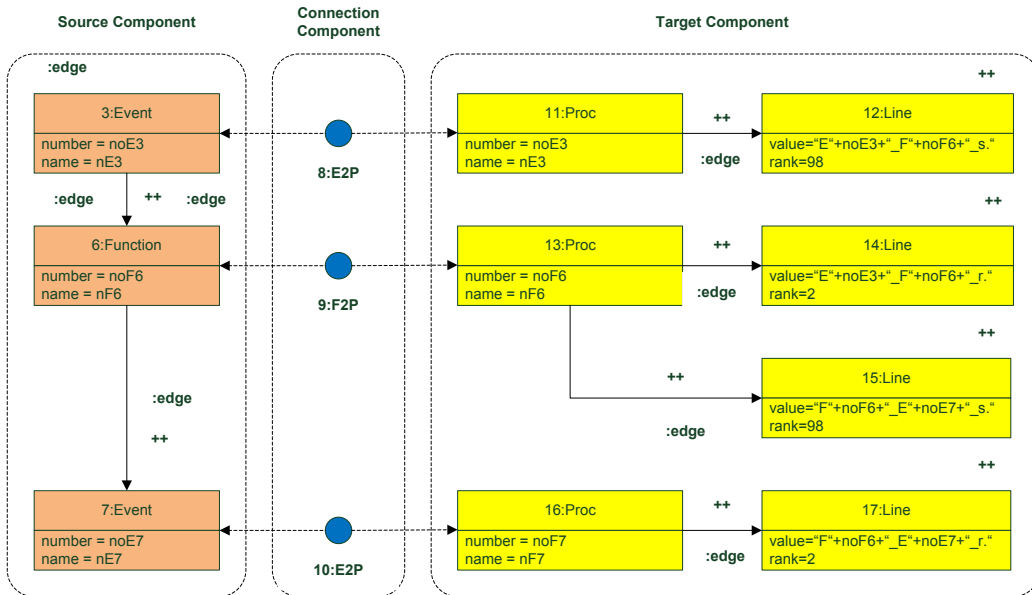 Source Component
Connection
Component
Target Component
:edge
++
3:Event
number = noE3
name = nE3
8:E2P
11:Proc
number = noE3
name = nE3
++
:edge
12:Line
value="E"+noE3+"_F"+noF6+"_s."
rank=98
:edge
++
:edge
++
6:Function
number = noF6
name = nF6
9:F2P
13:Proc
number = noF6
name = nF6
++
:edge
14:Line
value="E"+noE3+"_F"+noF6+"_r."
rank=2
++
:edge
++
++
:edge
15:Line
value="F"+noF6+"_E"+noE7+"_s."
rank=98
++
7:Event
number = noE7
name = nE7
10:E2P
16:Proc
number = noF7
name = nF7
++
:edge
17:Line
value="F"+noF6+"_E"+noE7+"_r."
rank=2